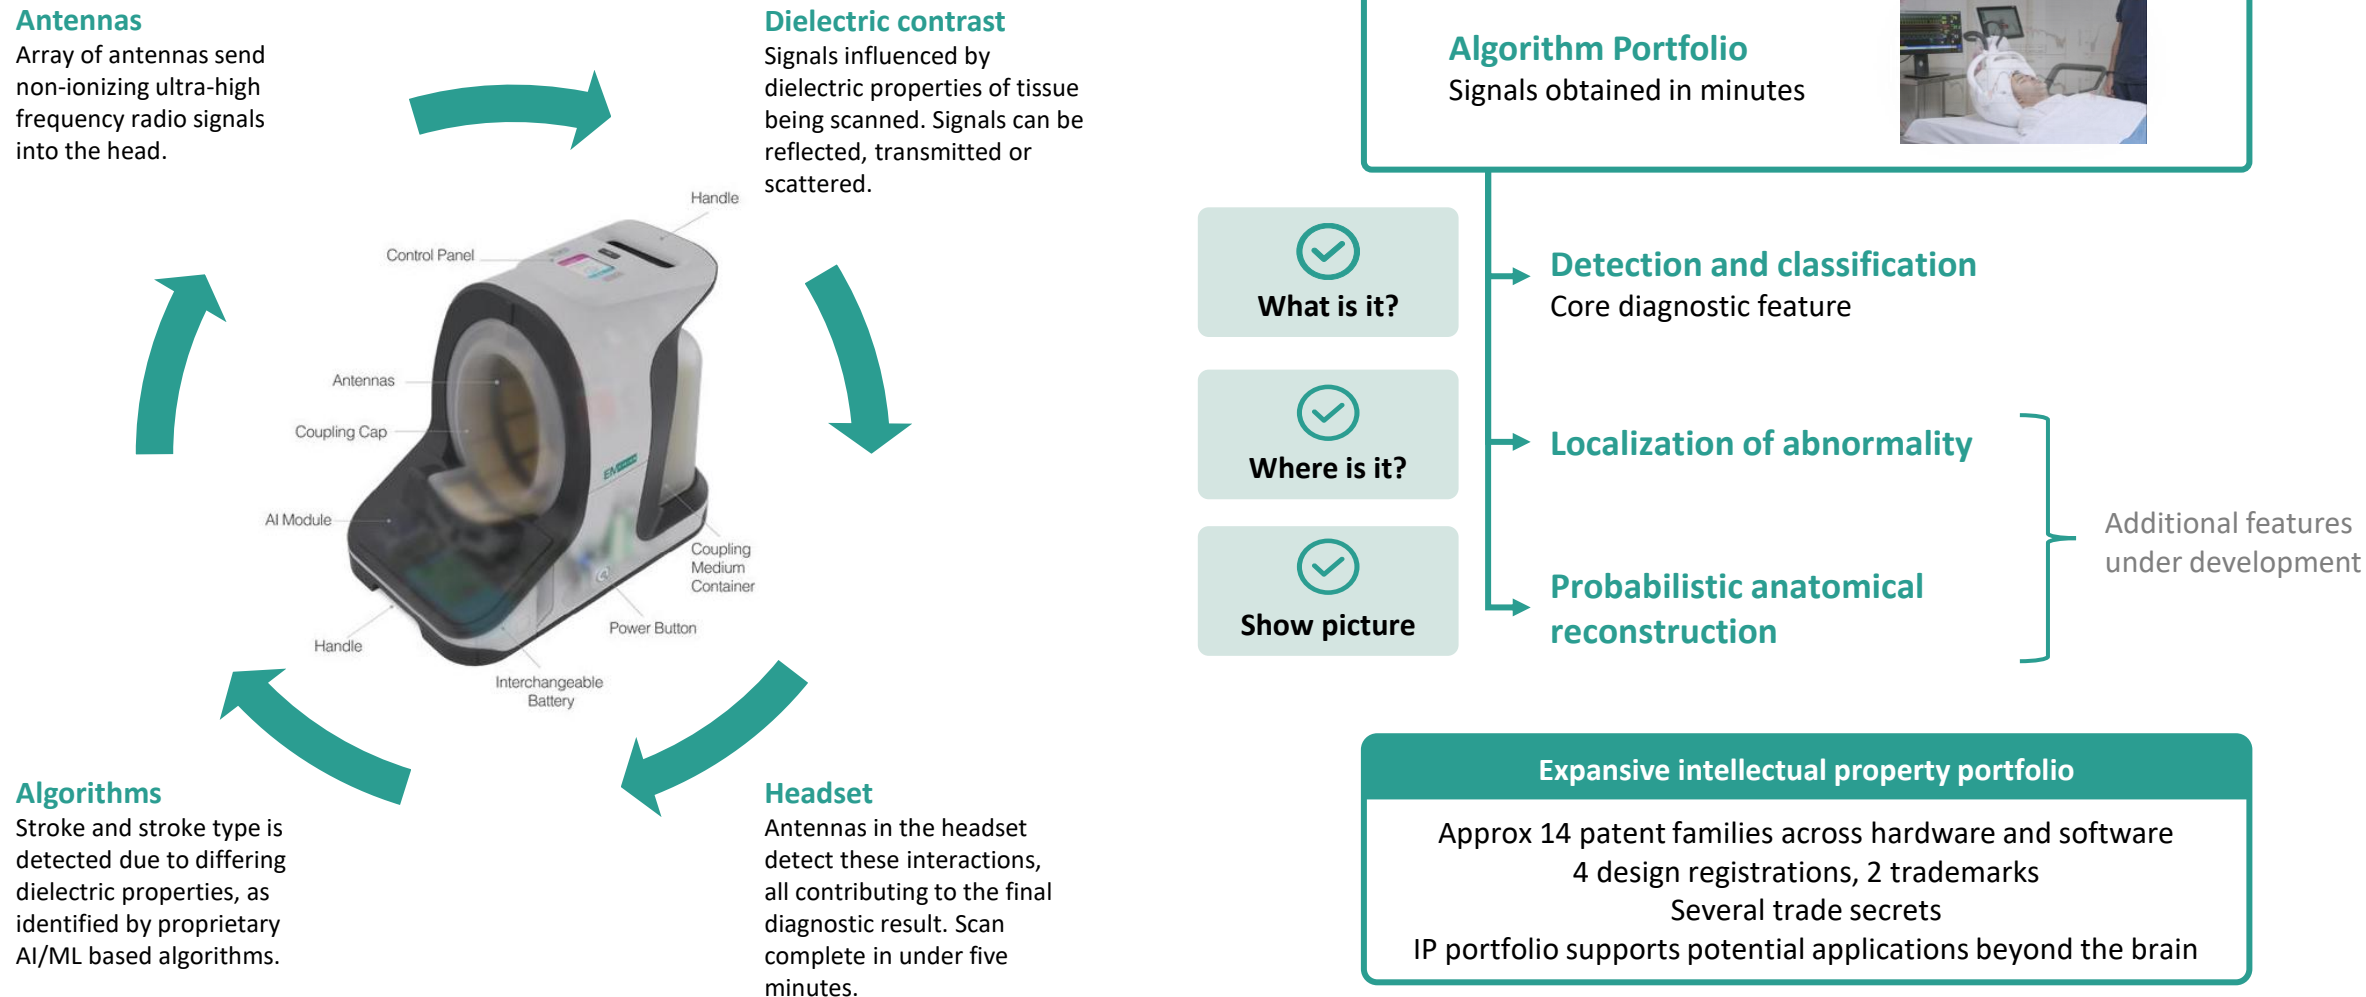 Antennas
Array of antennas send
non-ionizing ultra-high
frequency radio signals
into the head.
Dielectric contrast
Signals influenced by
dielectric properties of tissue
being scanned. Signals can be
reflected, transmitted or
scattered.
Handle
Control Panel
Antennas
Coupling Cap
AI Module
Coupling
Medium
Container
Power Button
Handle
Interchangeable
Battery
Algorithms
Stroke and stroke type is
detected due to differing
dielectric properties, as
identified by proprietary
AI/ML based algorithms.
Headset
Antennas in the headset
detect these interactions,
all contributing to the final
diagnostic result. Scan
complete in under five
minutes.
Algorithm Portfolio
Signals obtained in minutes
What is it?
Detection and classification
Core diagnostic feature
Where is it?
Localization of abnormality
Show picture
Probabilistic anatomical
reconstruction
Additional features
under development
Expansive intellectual property portfolio
Approx 14 patent families across hardware and software
4 design registrations, 2 trademarks
Several trade secrets
IP portfolio supports potential applications beyond the brain